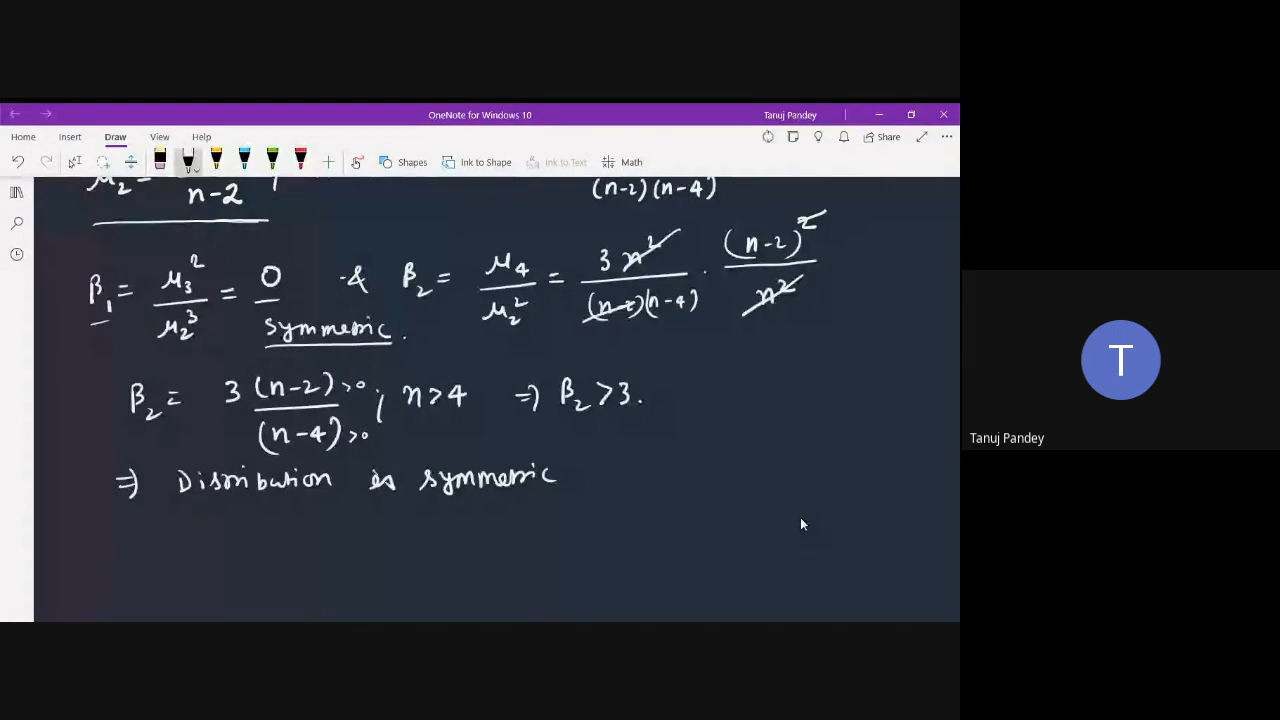 OneNote for Windows 10
Tanuj Pandey
Home Insert Draw View Help
Shapes Ink to Shape Ink to Text Math Share
μ₂ = n-2 ; (n-2)(n-4)
β₁ = μ₃² / μ₂³ = 0 & β₂ = μ₄ / μ₂² = 3n² / (n-2)(n-4) · (n-2)² / n²
symmetric.
β₂ = 3 (n-2)>0 / (n-4)>0 ; n>4 ⇒ β₂ > 3.
⇒ Distribution is symmetric
T
Tanuj Pandey